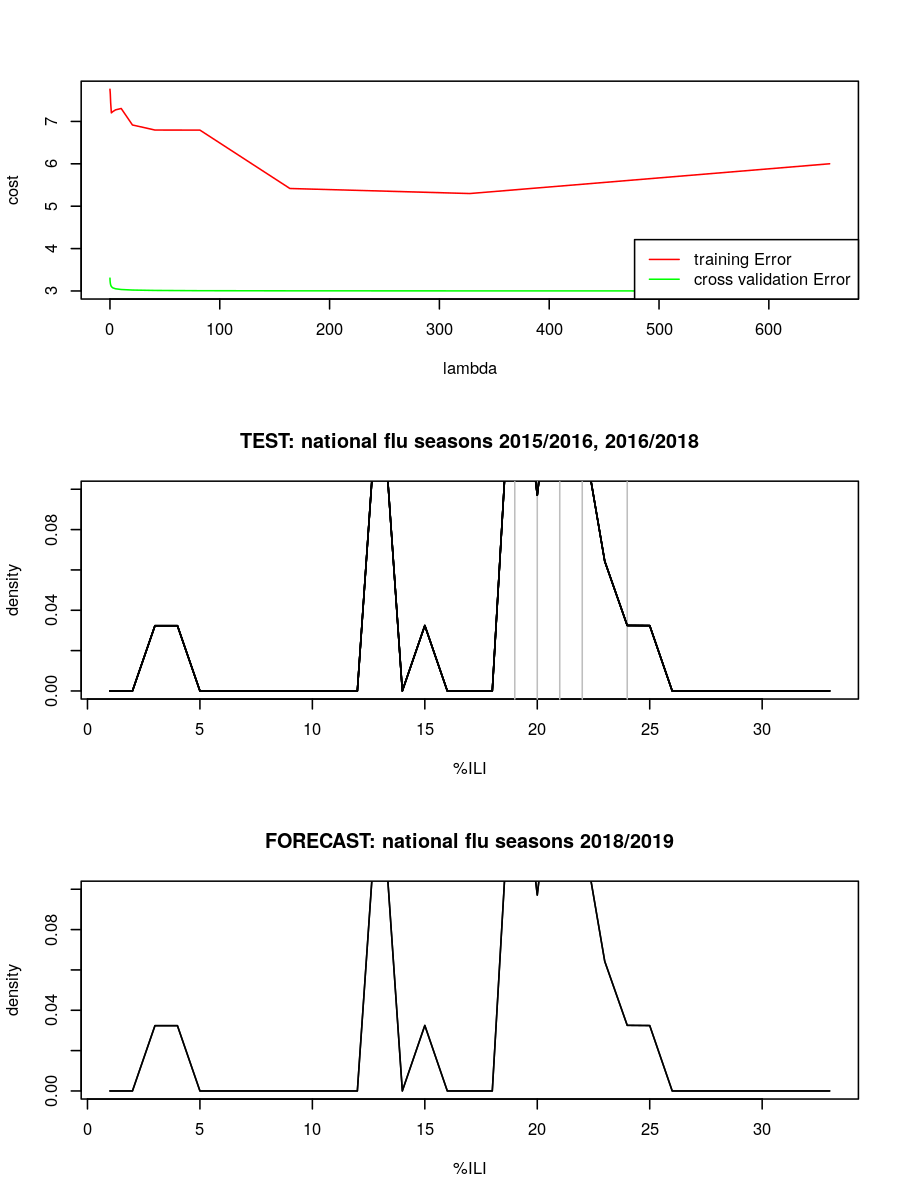 7
6
5
4
3
cost
training Error
cross validation Error
0 100 200 300 400 500 600
lambda
TEST: national flu seasons 2015/2016, 2016/2018
0.08
0.04
0.00
density
0 5 10 15 20 25 30
%ILI
FORECAST: national flu seasons 2018/2019
0.08
0.04
0.00
density
0 5 10 15 20 25 30
%ILI